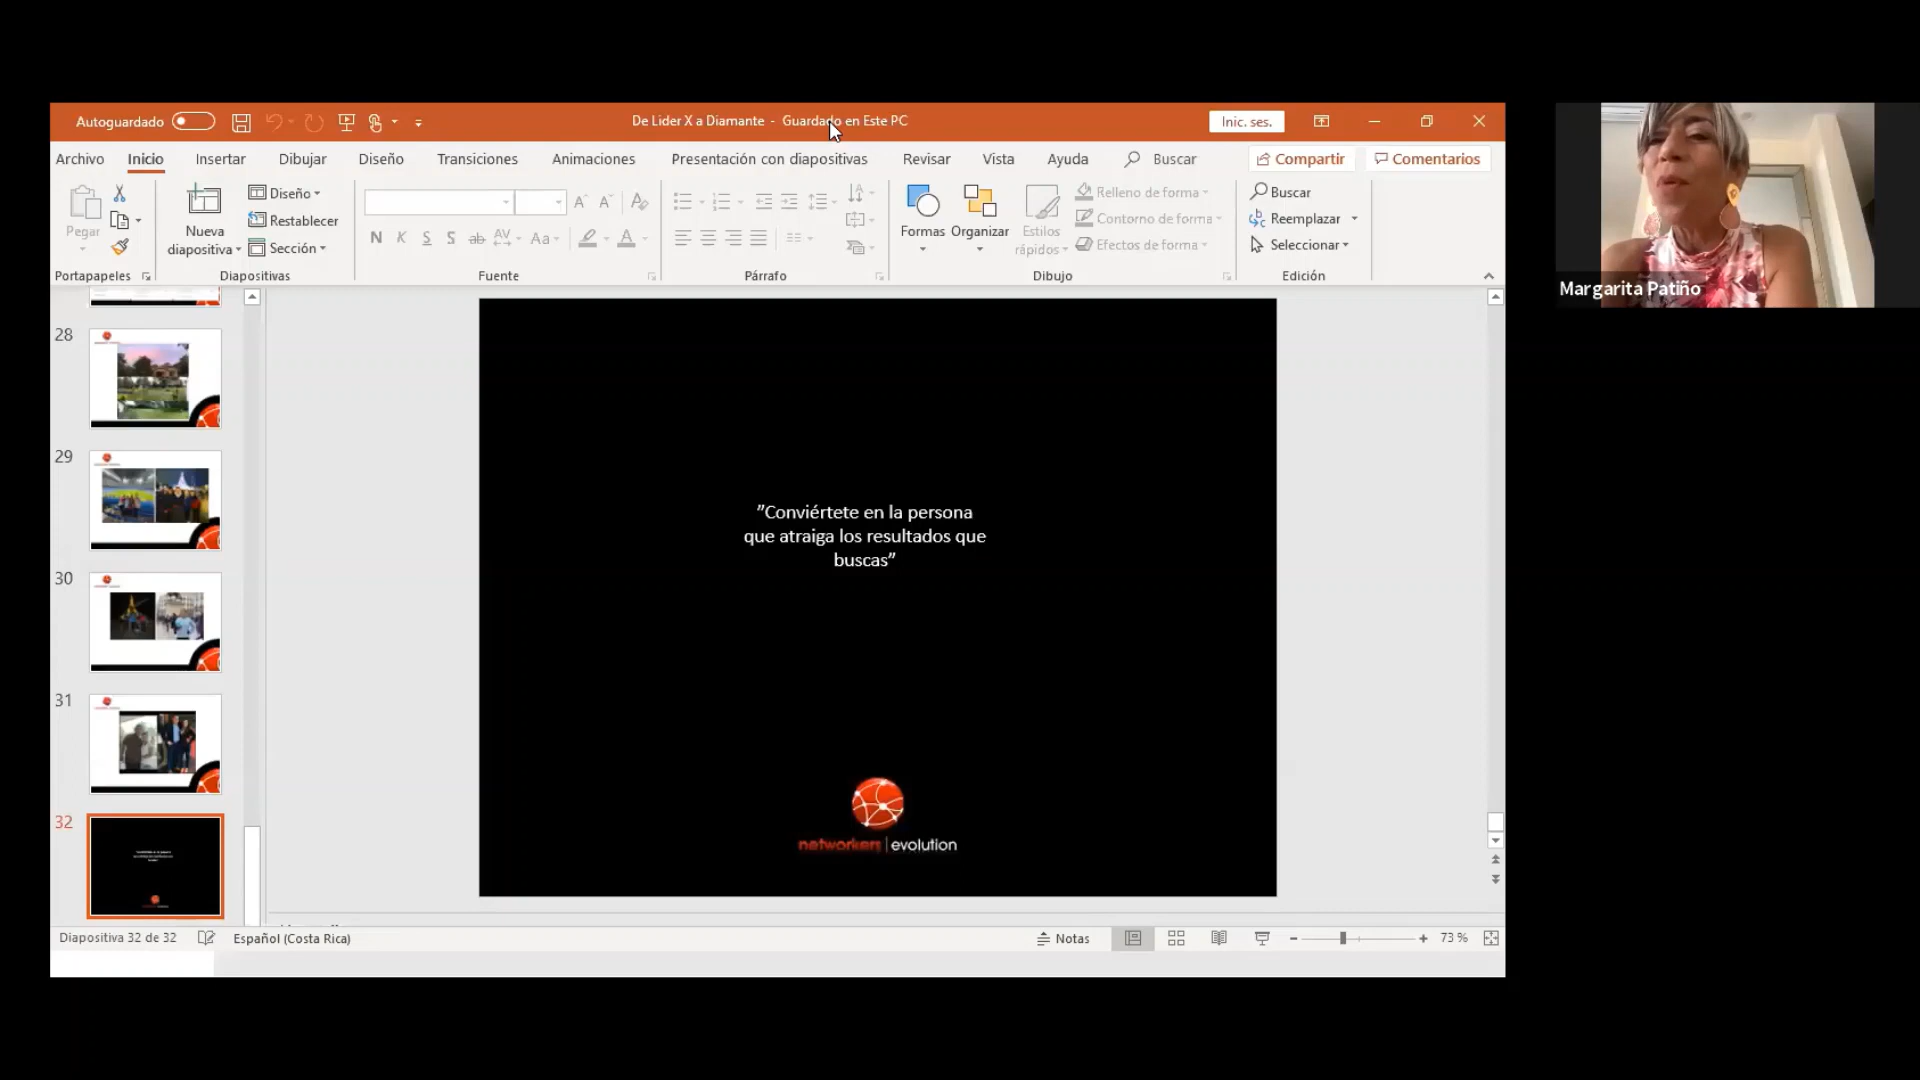 Autoguardado
De Lider X a Diamante - Guardado en Este PC
Inic. ses.
Archivo Inicio Insertar Dibujar Diseño Transiciones Animaciones Presentación con diapositivas Revisar Vista Ayuda Buscar Compartir Comentarios
Pegar
Nueva
diapositiva
Diseño
Restablecer
Sección
N K S S ab AV Aa A
Formas
Organizar
Estilos
rápidos
Relleno de forma
Contorno de forma
Efectos de forma
Buscar
Reemplazar
Seleccionar
Portapapeles Diapositivas Fuente Párrafo Dibujo Edición
28
29
30
31
32
"Conviértete en la persona
que atraiga los resultados que
buscas"
networkers | evolution
Diapositiva 32 de 32 Español (Costa Rica) Notas 73 %
Margarita Patiño